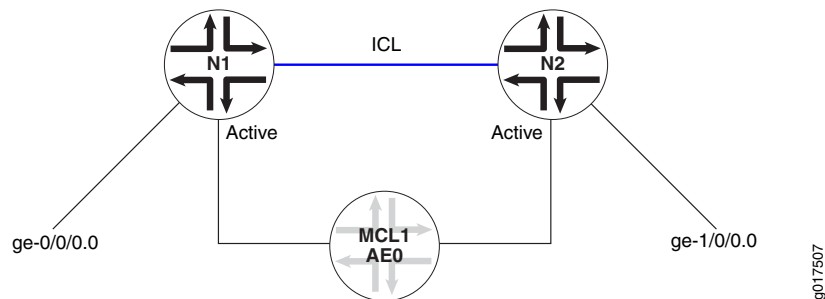 ICL
N1
N2
Active
Active
ge-0/0/0.0
MCL1
AE0
ge-1/0/0.0
g017507